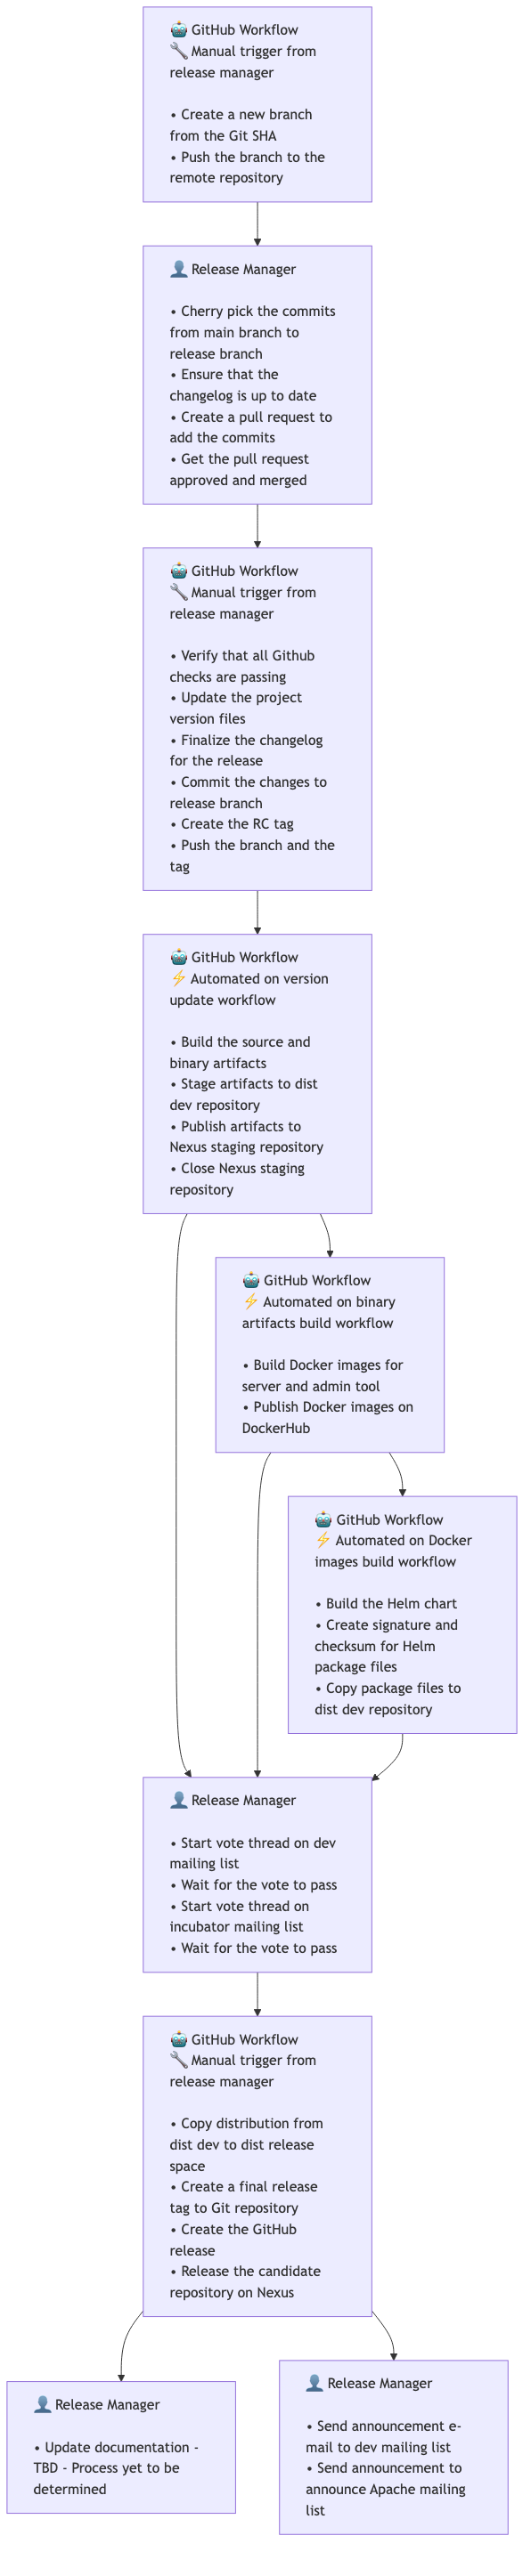 🤖 GitHub Workflow
🔧 Manual trigger from
release manager
• Create a new branch
from the Git SHA
• Push the branch to the
remote repository
👤 Release Manager
• Cherry pick the commits
from main branch to
release branch
• Ensure that the
changelog is up to date
• Create a pull request to
add the commits
• Get the pull request
approved and merged
🤖 GitHub Workflow
🔧 Manual trigger from
release manager
• Verify that all Github
checks are passing
• Update the project
version files
• Finalize the changelog
for the release
• Commit the changes to
release branch
• Create the RC tag
• Push the branch and the
tag
🤖 GitHub Workflow
⚡ Automated on version
update workflow
• Build the source and
binary artifacts
• Stage artifacts to dist
dev repository
• Publish artifacts to
Nexus staging repository
• Close Nexus staging
repository
🤖 GitHub Workflow
⚡ Automated on binary
artifacts build workflow
• Build Docker images for
server and admin tool
• Publish Docker images on
DockerHub
🤖 GitHub Workflow
⚡ Automated on Docker
images build workflow
• Build the Helm chart
• Create signature and
checksum for Helm
package files
• Copy package files to
dist dev repository
👤 Release Manager
• Start vote thread on dev
mailing list
• Wait for the vote to pass
• Start vote thread on
incubator mailing list
• Wait for the vote to pass
🤖 GitHub Workflow
🔧 Manual trigger from
release manager
• Copy distribution from
dist dev to dist release
space
• Create a final release
tag to Git repository
• Create the GitHub
release
• Release the candidate
repository on Nexus
👤 Release Manager
• Update documentation -
TBD - Process yet to be
determined
👤 Release Manager
• Send announcement e-
mail to dev mailing list
• Send announcement to
announce Apache mailing
list